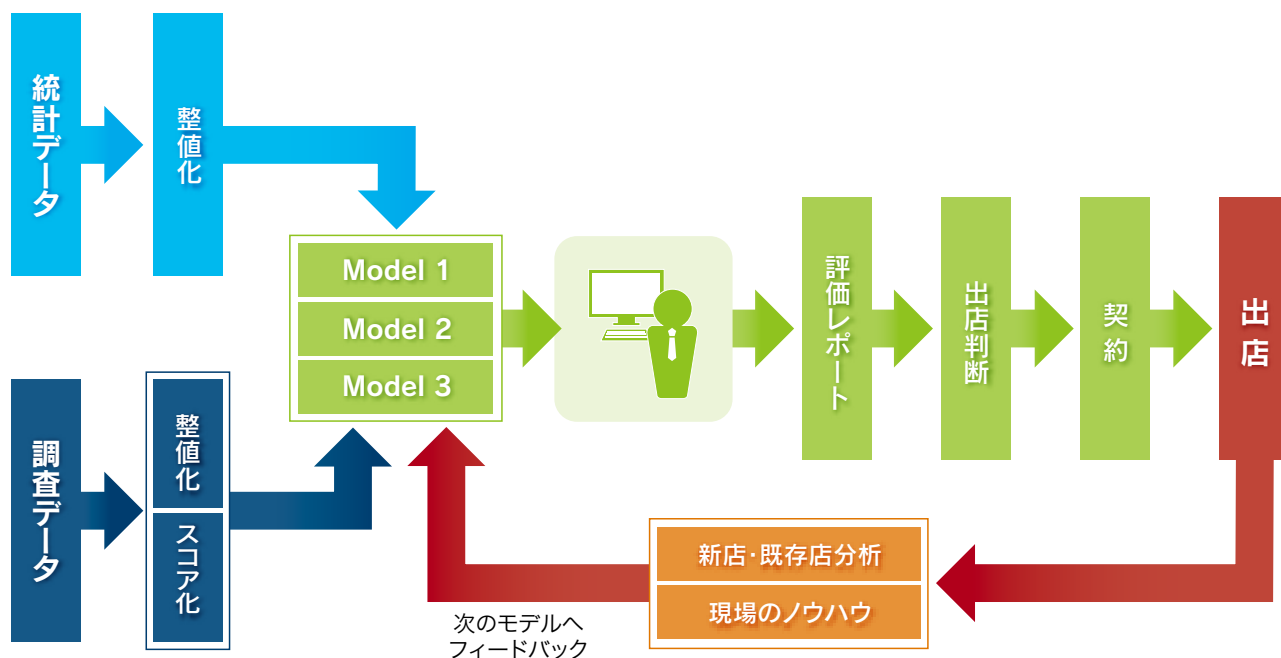 統計データ
整値化
Model 1
Model 2
Model 3
調査データ
整値化
スコア化
評価レポート
出店判断
契約
出店
新店・既存店分析
現場のノウハウ
次のモデルへ
フィードバック